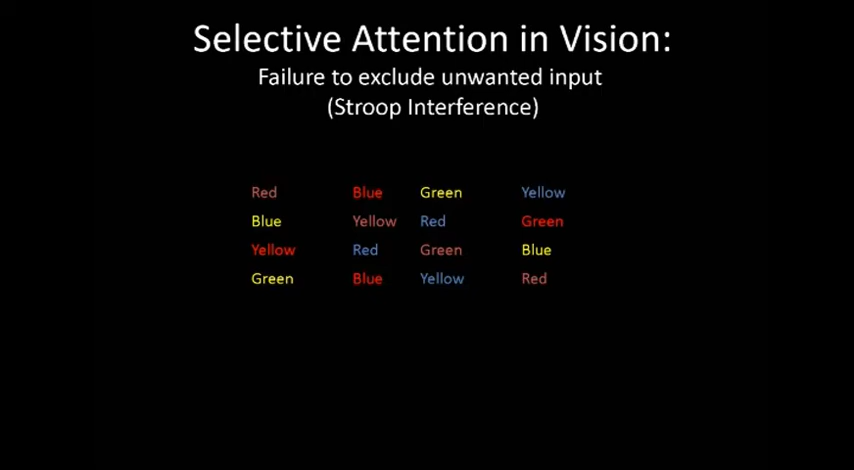 Selective Attention in Vision:
Failure to exclude unwanted input
(Stroop Interference)
Red Blue Green Yellow
Blue Yellow Red Green
Yellow Red Green Blue
Green Blue Yellow Red